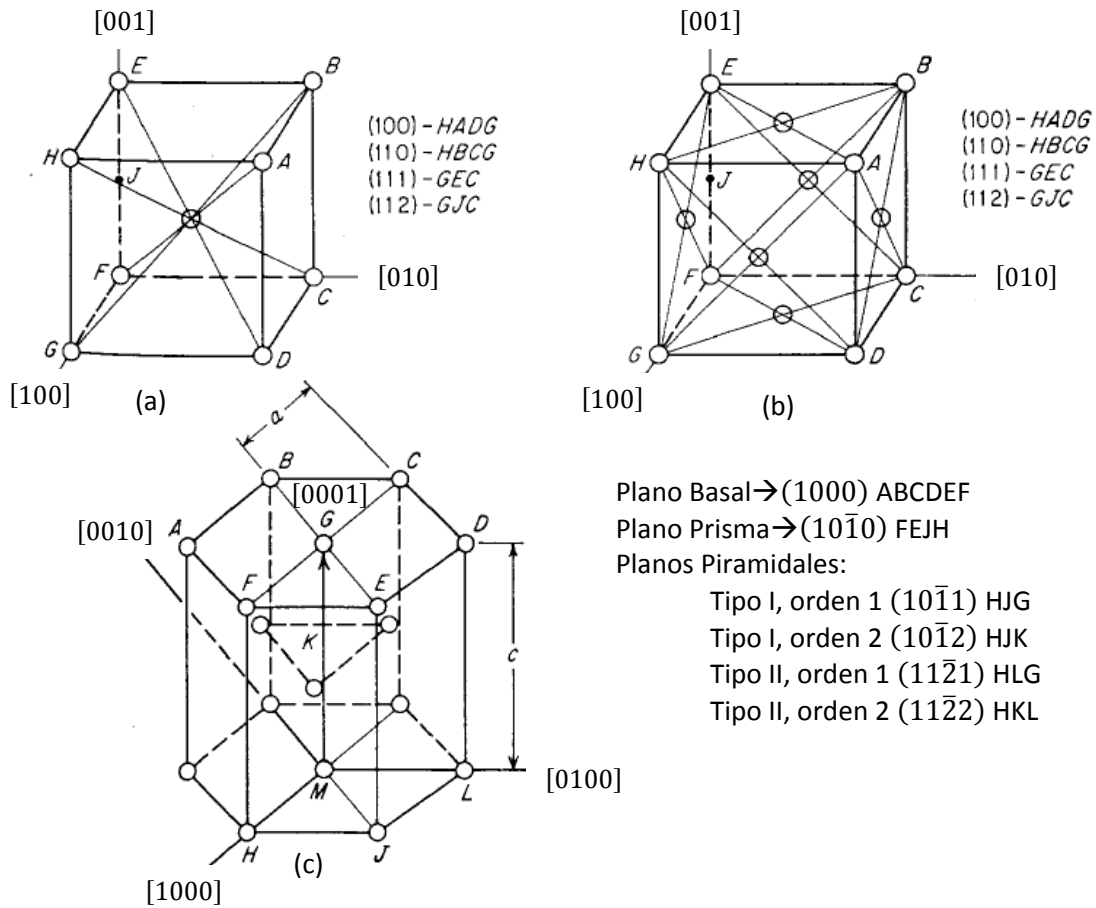 [001]
E
B
H
A
J
F
C
[010]
G
D
[100]
(a)
(100) - HADG
(110) - HBCG
(111) - GEC
(112) - GJC
[001]
E
B
H
A
J
F
C
[010]
G
D
[100]
(b)
(100) - HADG
(110) - HBCG
(111) - GEC
(112) - GJC
a
B
C
[0001]
[0010]
A
G
D
F
E
K
c
M
L
[0100]
H
J
(c)
[1000]
Plano Basal→(1000) ABCDEF
Plano Prisma→(101̅0) FEJH
Planos Piramidales:
Tipo I, orden 1 (101̅1) HJG
Tipo I, orden 2 (101̅2) HJK
Tipo II, orden 1 (112̅1) HLG
Tipo II, orden 2 (112̅2) HKL